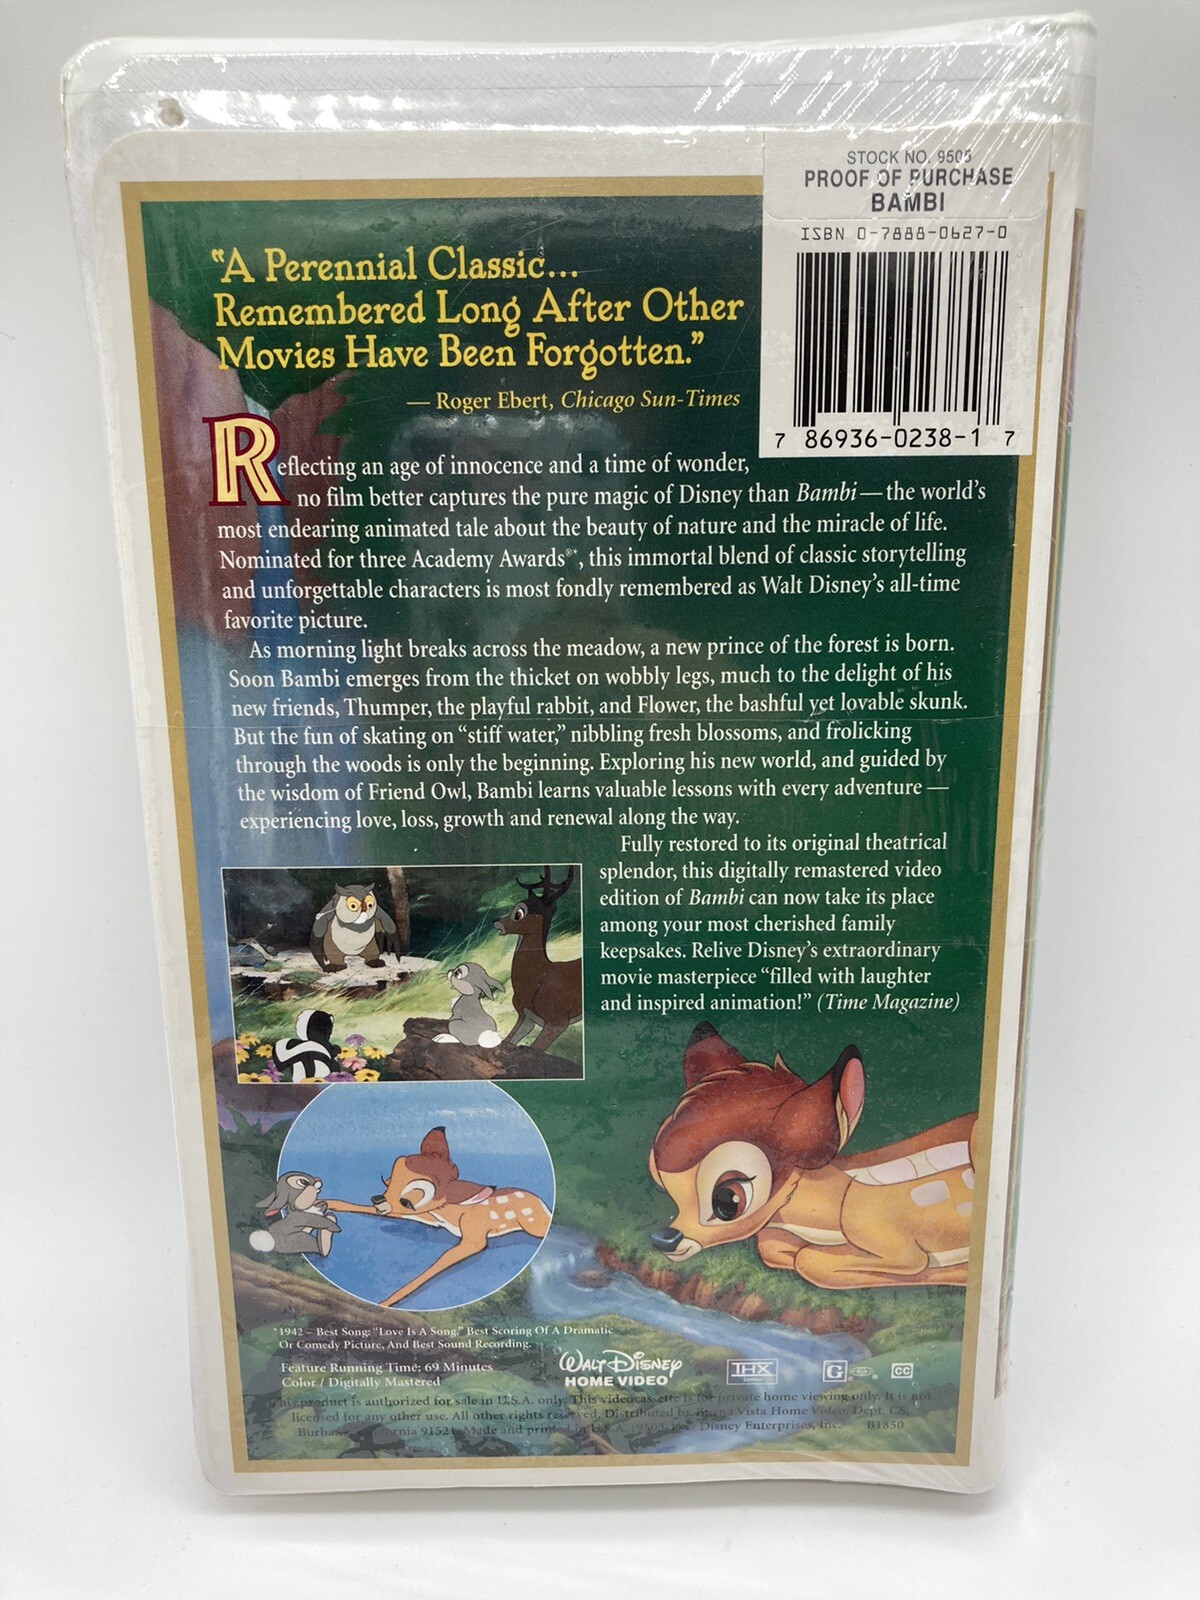 STOCK NO. 9505
PROOF OF PURCHASE
BAMBI
ISBN 0-7888-0627-0
7 86936-0238-1 7
“A Perennial Classic...
Remembered Long After Other
Movies Have Been Forgotten.”
— Roger Ebert, Chicago Sun-Times
Reflecting an age of innocence and a time of wonder,
no film better captures the pure magic of Disney than Bambi—the world’s
most endearing animated tale about the beauty of nature and the miracle of life.
Nominated for three Academy Awards®*, this immortal blend of classic storytelling
and unforgettable characters is most fondly remembered as Walt Disney’s all-time
favorite picture.
As morning light breaks across the meadow, a new prince of the forest is born.
Soon Bambi emerges from the thicket on wobbly legs, much to the delight of his
new friends, Thumper, the playful rabbit, and Flower, the bashful yet lovable skunk.
But the fun of skating on “stiff water,” nibbling fresh blossoms, and frolicking
through the woods is only the beginning. Exploring his new world, and guided by
the wisdom of Friend Owl, Bambi learns valuable lessons with every adventure —
experiencing love, loss, growth and renewal along the way.
Fully restored to its original theatrical
splendor, this digitally remastered video
edition of Bambi can now take its place
among your most cherished family
keepsakes. Relive Disney’s extraordinary
movie masterpiece “filled with laughter
and inspired animation!” (Time Magazine)
*1942 – Best Song: “Love Is A Song,” Best Scoring Of A Dramatic
Or Comedy Picture, And Best Sound Recording.
Feature Running Time: 69 Minutes
Color / Digitally Mastered
WALT DISNEY
HOME VIDEO
THX
G
CC
This product is authorized for sale in U.S.A. only. This videocassette is for private home viewing only. It is not
licensed for any other use. All other rights reserved. Distributed by Buena Vista Home Video, Dept. CS,
Burbank, California 91521. Made and printed in U.S.A. Disney Enterprises, Inc. B1850